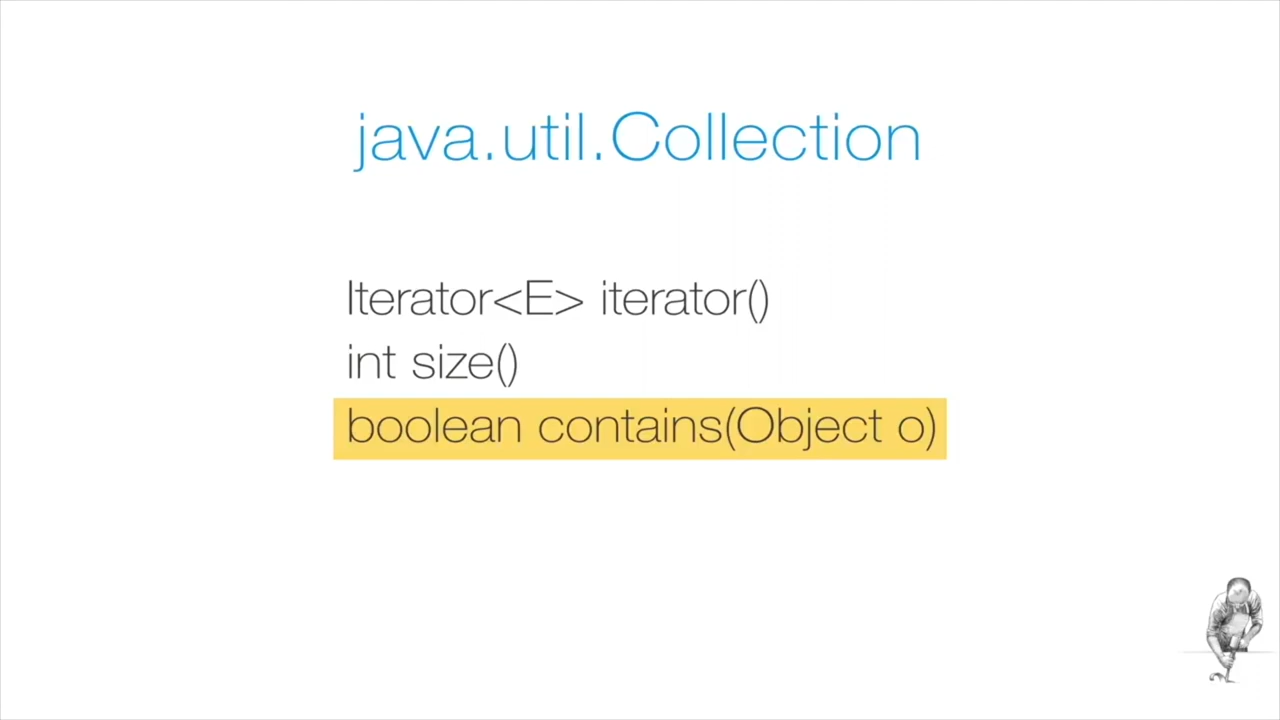 java.util.Collection
Iterator<E> iterator()
int size()
boolean contains(Object o)